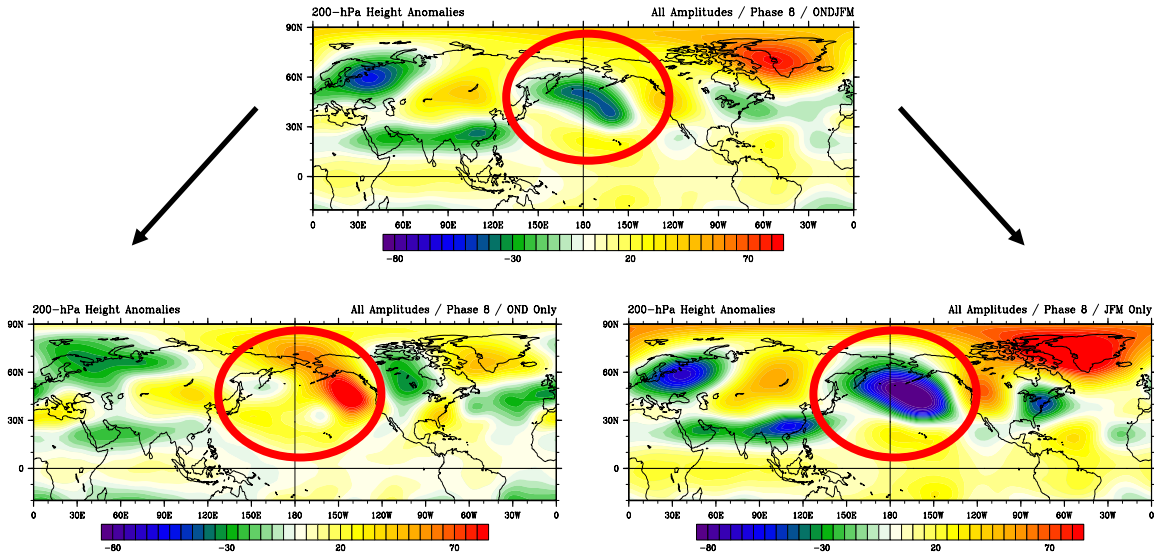 200-hPa Height Anomalies All Amplitudes / Phase 8 / ONDJFM
90N
60N
30N
0
0 30E 60E 90E 120E 150E 180 150W 120W 90W 60W 30W 0
-80 -30 20 70
200-hPa Height Anomalies All Amplitudes / Phase 8 / OND Only
90N
60N
30N
0
0 30E 60E 90E 120E 150E 180 150W 120W 90W 60W 30W 0
-80 -30 20 70
200-hPa Height Anomalies All Amplitudes / Phase 8 / JFM Only
90N
60N
30N
0
0 30E 60E 90E 120E 150E 180 150W 120W 90W 60W 30W 0
-80 -30 20 70